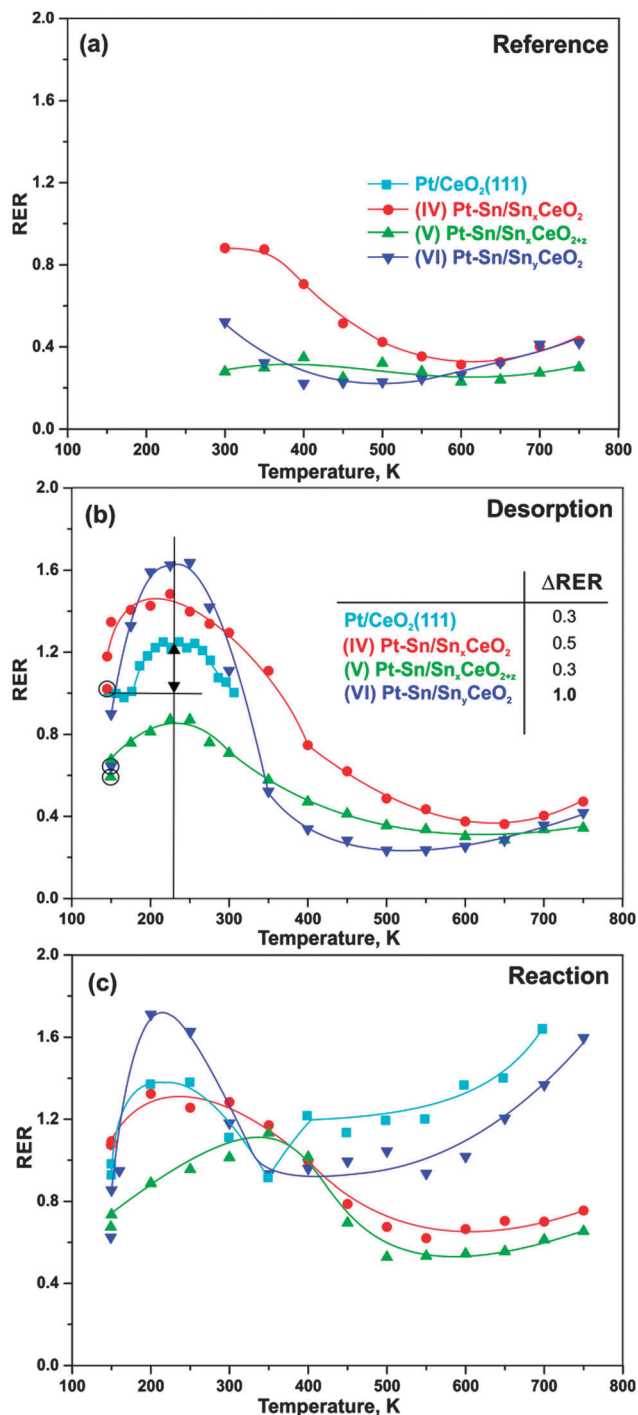 (a)
Reference
2.0
1.6
1.2
0.8
0.4
0.0
RER
Pt/CeO₂(111)
(IV) Pt-Sn/SnₓCeO₂
(V) Pt-Sn/SnₓCeO₂₊z
(VI) Pt-Sn/SnyCeO₂
100 200 300 400 500 600 700 800
Temperature, K
(b)
Desorption
2.0
1.6
1.2
0.8
0.4
0.0
RER
ΔRER
Pt/CeO₂(111) 0.3
(IV) Pt-Sn/SnₓCeO₂ 0.5
(V) Pt-Sn/SnₓCeO₂₊z 0.3
(VI) Pt-Sn/SnyCeO₂ 1.0
100 200 300 400 500 600 700 800
Temperature, K
(c)
Reaction
2.0
1.6
1.2
0.8
0.4
0.0
RER
100 200 300 400 500 600 700 800
Temperature, K